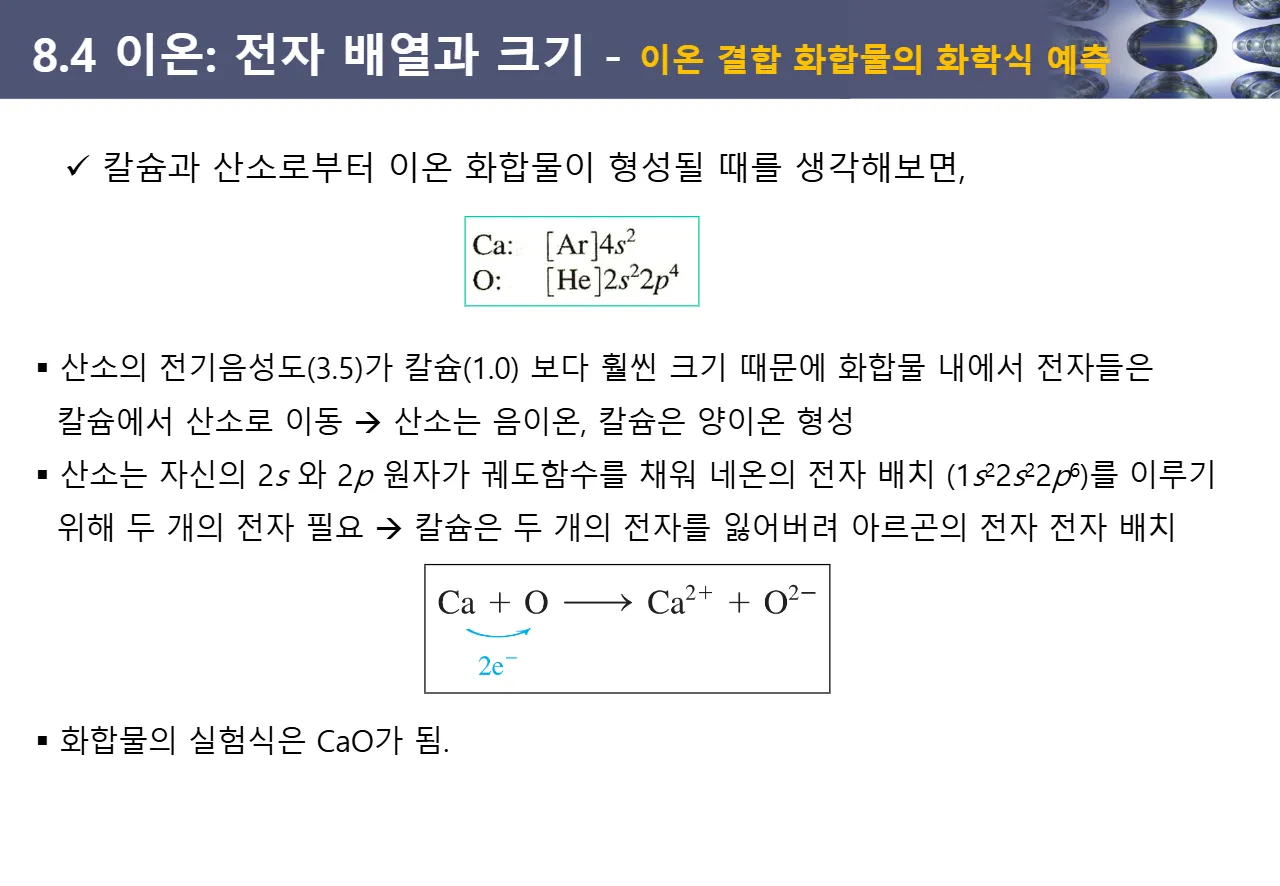 8.4 이온: 전자 배열과 크기 - 이온 결합 화합물의 화학식 예측
✓ 칼슘과 산소로부터 이온 화합물이 형성될 때를 생각해보면,
Ca: [Ar]4s²
O: [He]2s²2p⁴
▪ 산소의 전기음성도(3.5)가 칼슘(1.0) 보다 훨씬 크기 때문에 화합물 내에서 전자들은
칼슘에서 산소로 이동 → 산소는 음이온, 칼슘은 양이온 형성
▪ 산소는 자신의 2s 와 2p 원자가 궤도함수를 채워 네온의 전자 배치 (1s²2s²2p⁶)를 이루기
위해 두 개의 전자 필요 → 칼슘은 두 개의 전자를 잃어버려 아르곤의 전자 전자 배치
Ca + O ⟶ Ca²⁺ + O²⁻
2e⁻
▪ 화합물의 실험식은 CaO가 됨.